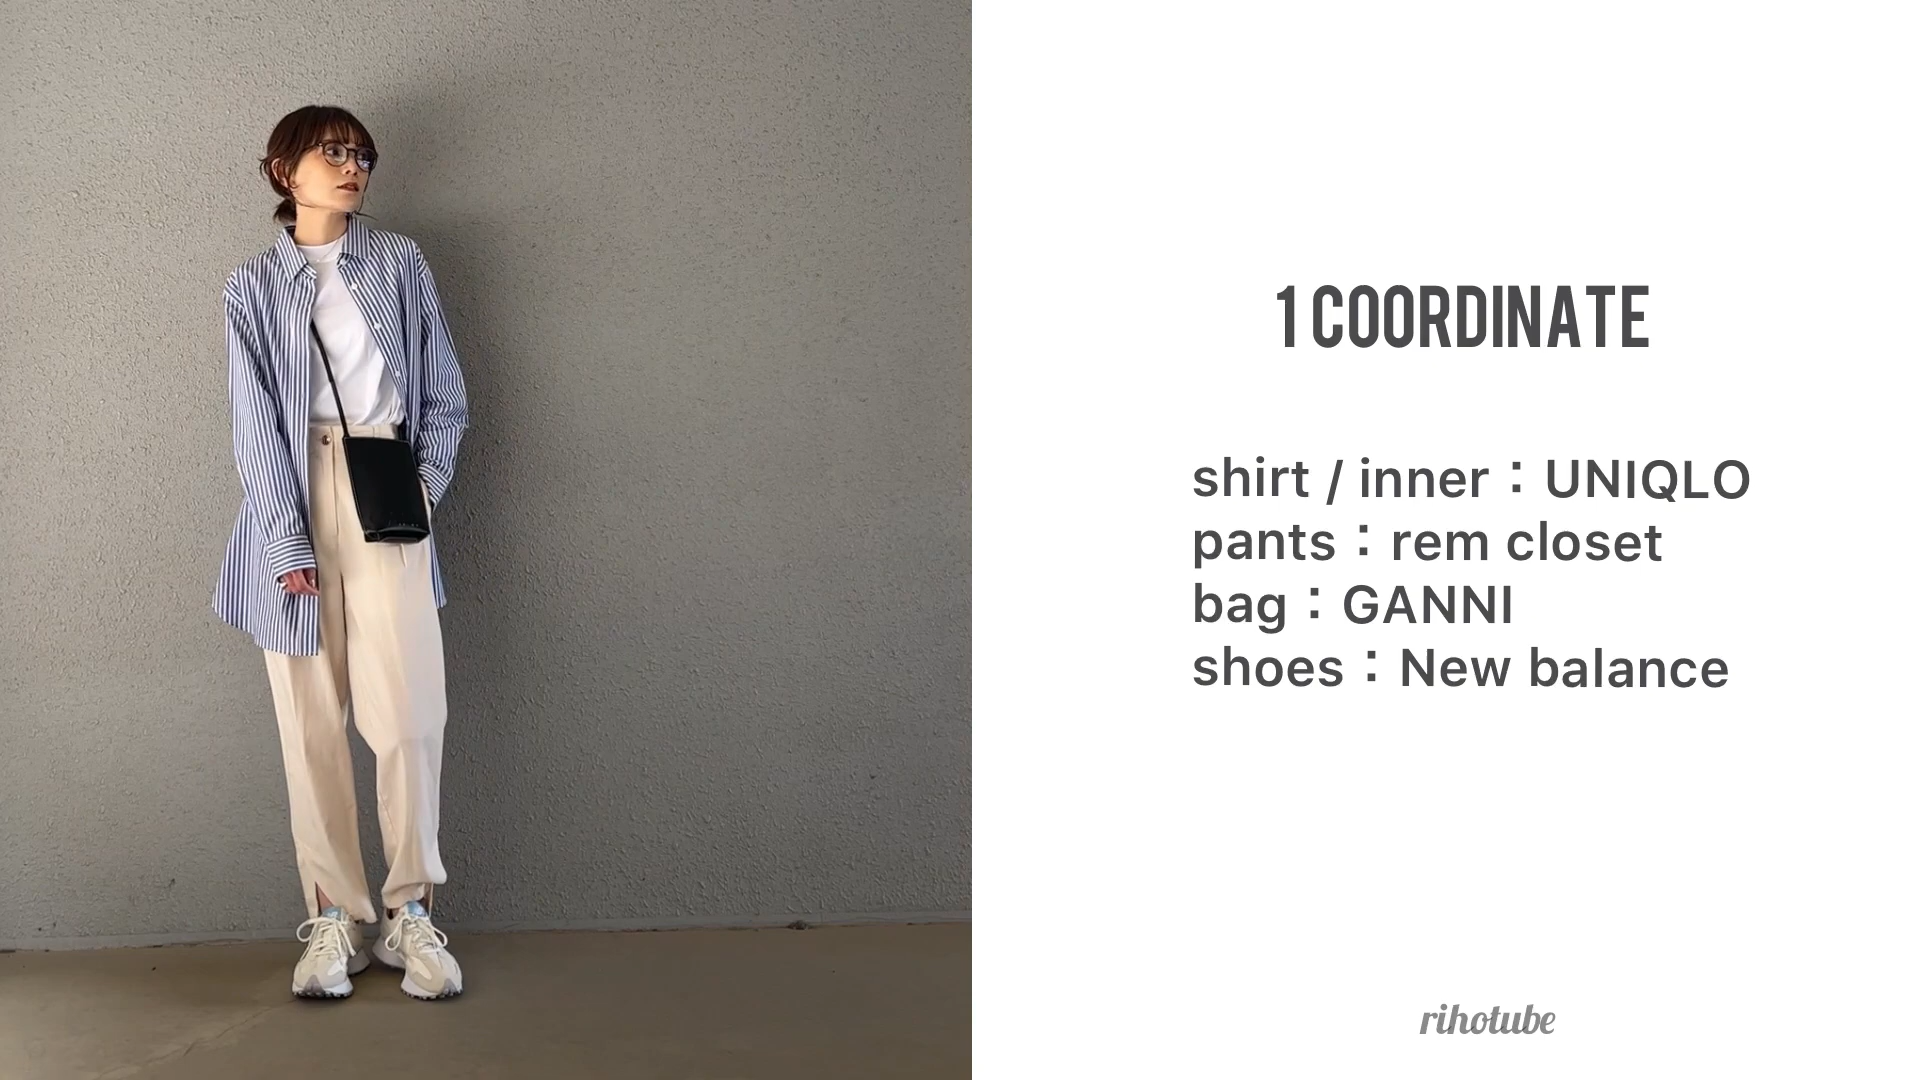 1 COORDINATE
shirt / inner：UNIQLO
pants：rem closet
bag：GANNI
shoes：New balance
rihotube